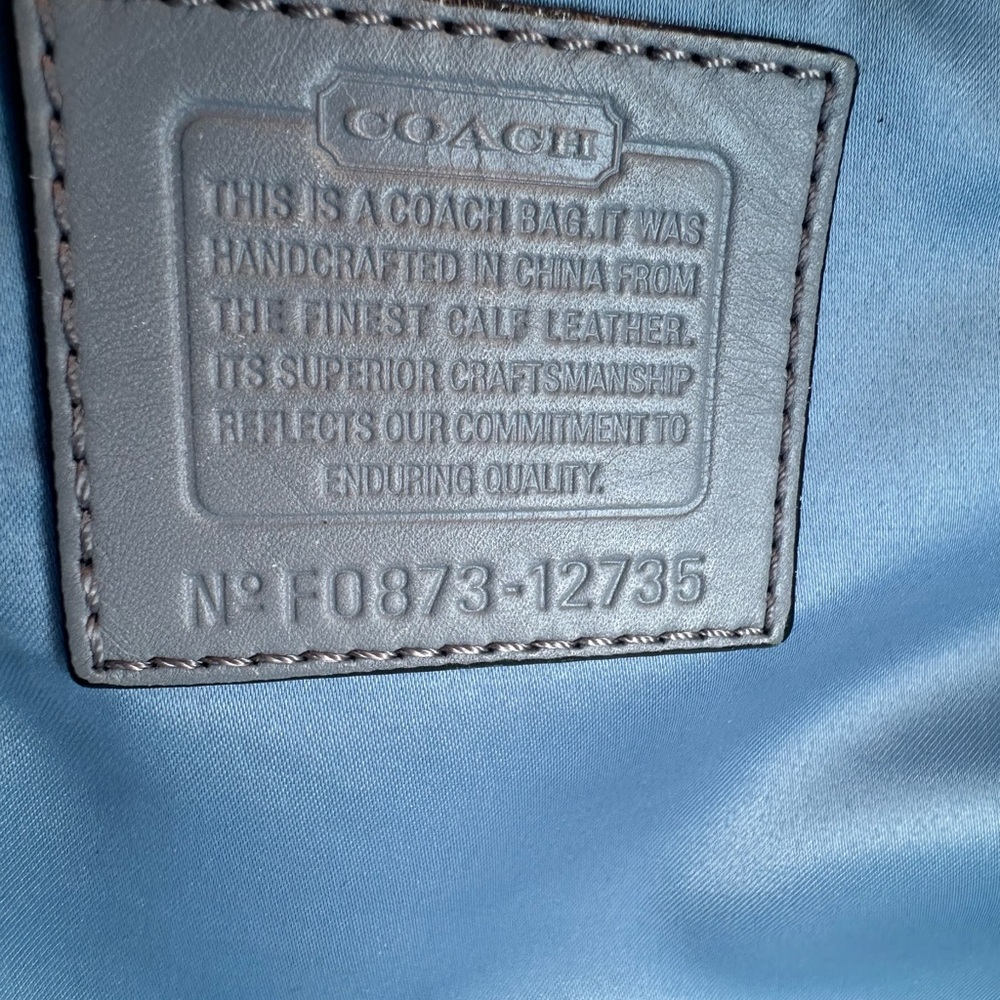 COACH
THIS IS A COACH BAG. IT WAS
HANDCRAFTED IN CHINA FROM
THE FINEST CALF LEATHER.
ITS SUPERIOR CRAFTSMANSHIP
REFLECTS OUR COMMITMENT TO
ENDURING QUALITY.
Nº F0873-12735